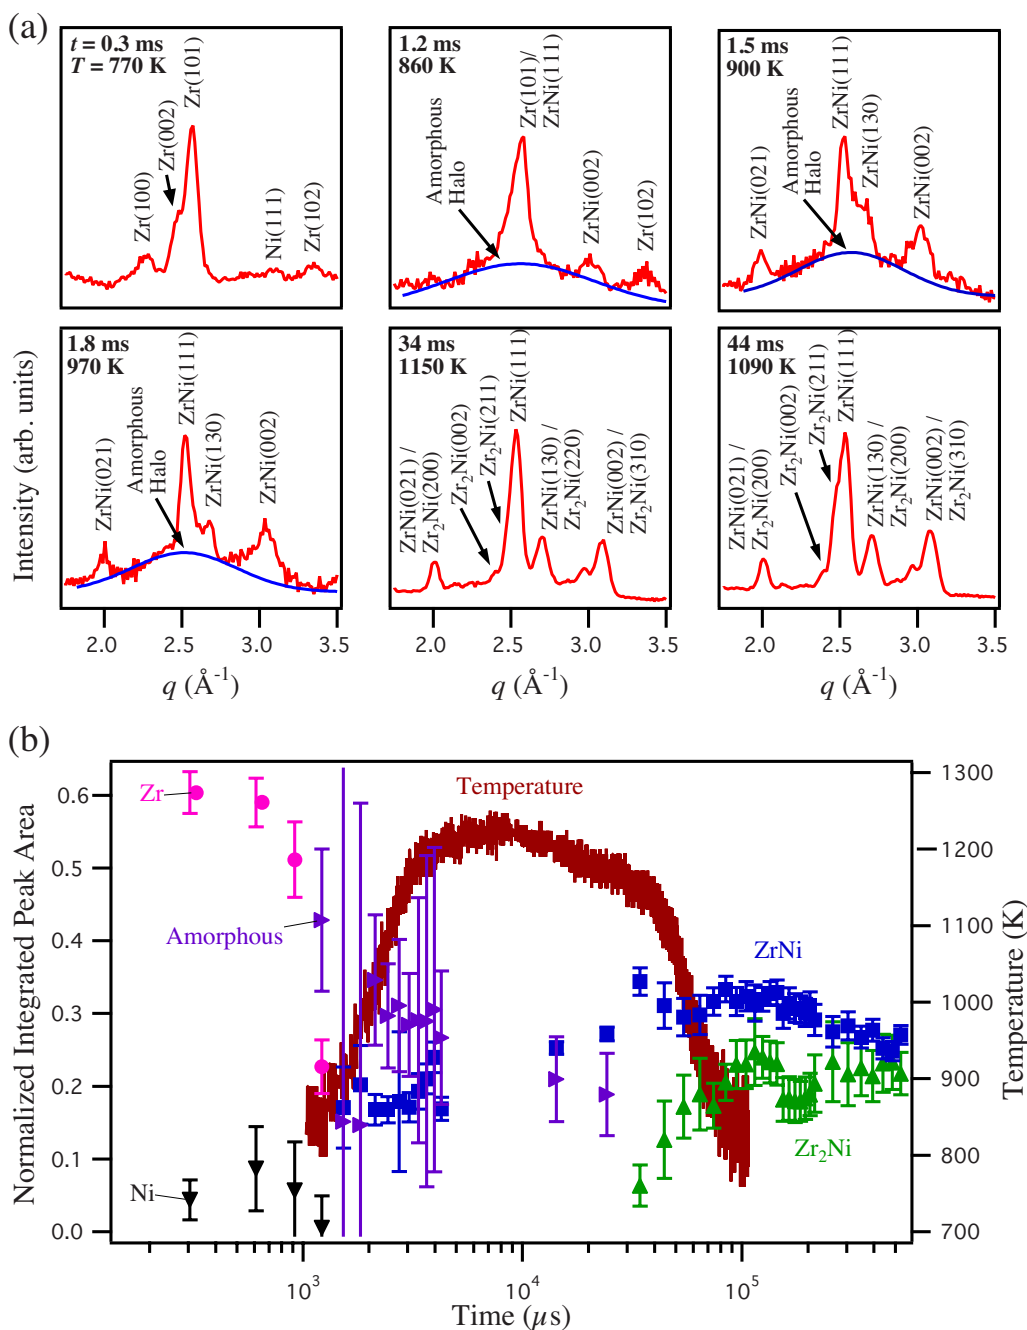 (a)
t = 0.3 ms
T = 770 K
Zr(100)
Zr(002)
Zr(101)
Ni(111)
Zr(102)
1.2 ms
860 K
Amorphous
Halo
Zr(101)/
ZrNi(111)
ZrNi(002)
Zr(102)
1.5 ms
900 K
ZrNi(021)
Amorphous
Halo
ZrNi(111)
ZrNi(130)
ZrNi(002)
Intensity (arb. units)
1.8 ms
970 K
ZrNi(021)
Amorphous
Halo
ZrNi(111)
ZrNi(130)
ZrNi(002)
34 ms
1150 K
ZrNi(021) /
Zr₂Ni(200)
Zr₂Ni(002)
Zr₂Ni(211)
ZrNi(111)
ZrNi(130) /
Zr₂Ni(220)
ZrNi(002)/
Zr₂Ni(310)
44 ms
1090 K
ZrNi(021) /
Zr₂Ni(200)
Zr₂Ni(002)
Zr₂Ni(211)
ZrNi(111)
ZrNi(130) /
Zr₂Ni(200)
ZrNi(002) /
Zr₂Ni(310)
2.0 2.5 3.0 3.5
2.0 2.5 3.0 3.5
2.0 2.5 3.0 3.5
q (Å⁻¹)
q (Å⁻¹)
q (Å⁻¹)
(b)
Normalized Integrated Peak Area
0.6
0.5
0.4
0.3
0.2
0.1
0.0
Zr
Temperature
Amorphous
ZrNi
Zr₂Ni
Ni
1300
1200
1100
1000
900
800
700
Temperature (K)
10³ 10⁴ 10⁵
Time (µs)